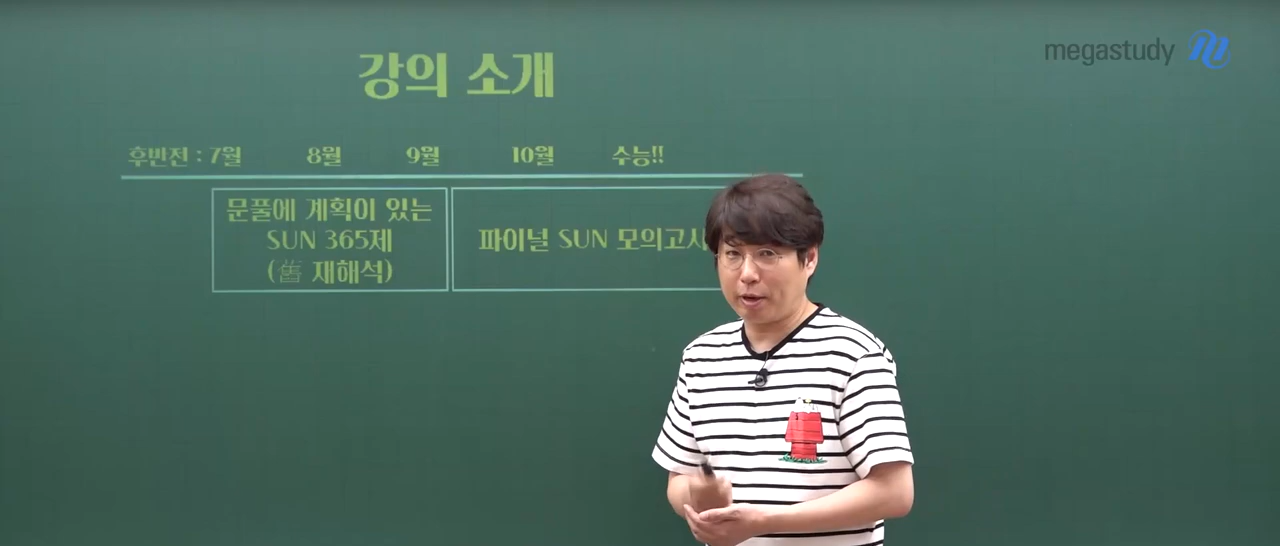 megastudy
강의 소개
후반전 : 7월 8월 9월 10월 수능!!
문풀에 계획이 있는
SUN 365제
(舊 재해석)
파이널 SUN 모의고사